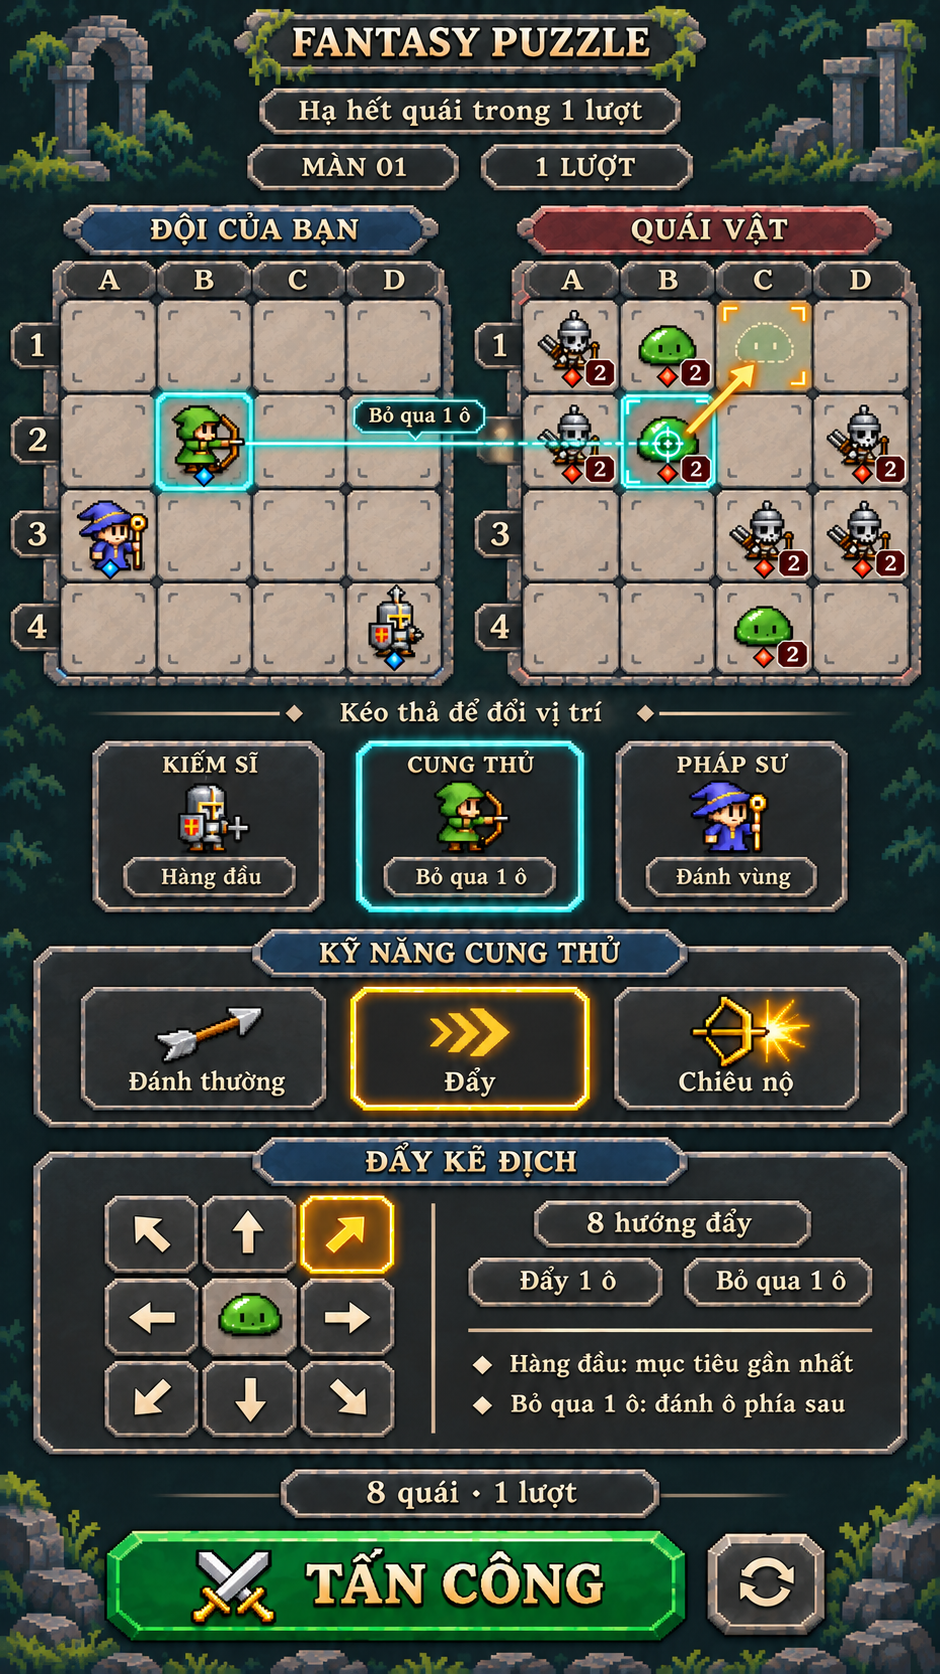 FANTASY PUZZLE
Hạ hết quái trong 1 lượt
MÀN 01
1 LƯỢT
ĐỘI CỦA BẠN
QUÁI VẬT
A B C D
A B C D
1
1
2 2
2
Bỏ qua 1 ô
2 2 2
3
3
2 2
4
4
2
Kéo thả để đổi vị trí
KIẾM SĨ
Hàng đầu
CUNG THỦ
Bỏ qua 1 ô
PHÁP SƯ
Đánh vùng
KỸ NĂNG CUNG THỬ
Đánh thường
Đẩy
Chiêu nộ
ĐẨY KẼ ĐỊCH
8 hướng đẩy
Đẩy 1 ô
Bỏ qua 1 ô
Hàng đầu: mục tiêu gần nhất
Bỏ qua 1 ô: đánh ô phía sau
8 quái • 1 lượt
TẤN CÔNG